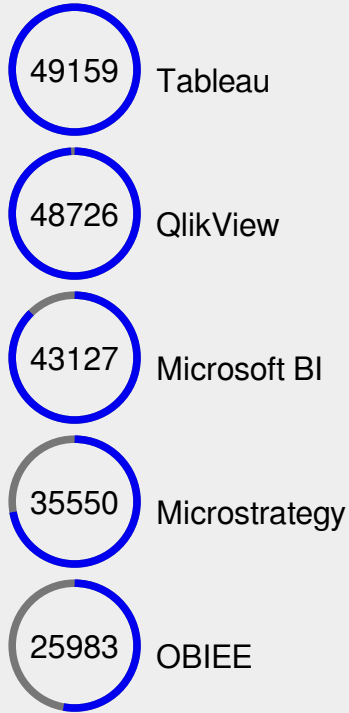 49159 Tableau
48726 QlikView
43127 Microsoft BI
35550 Microstrategy
25983 OBIEE